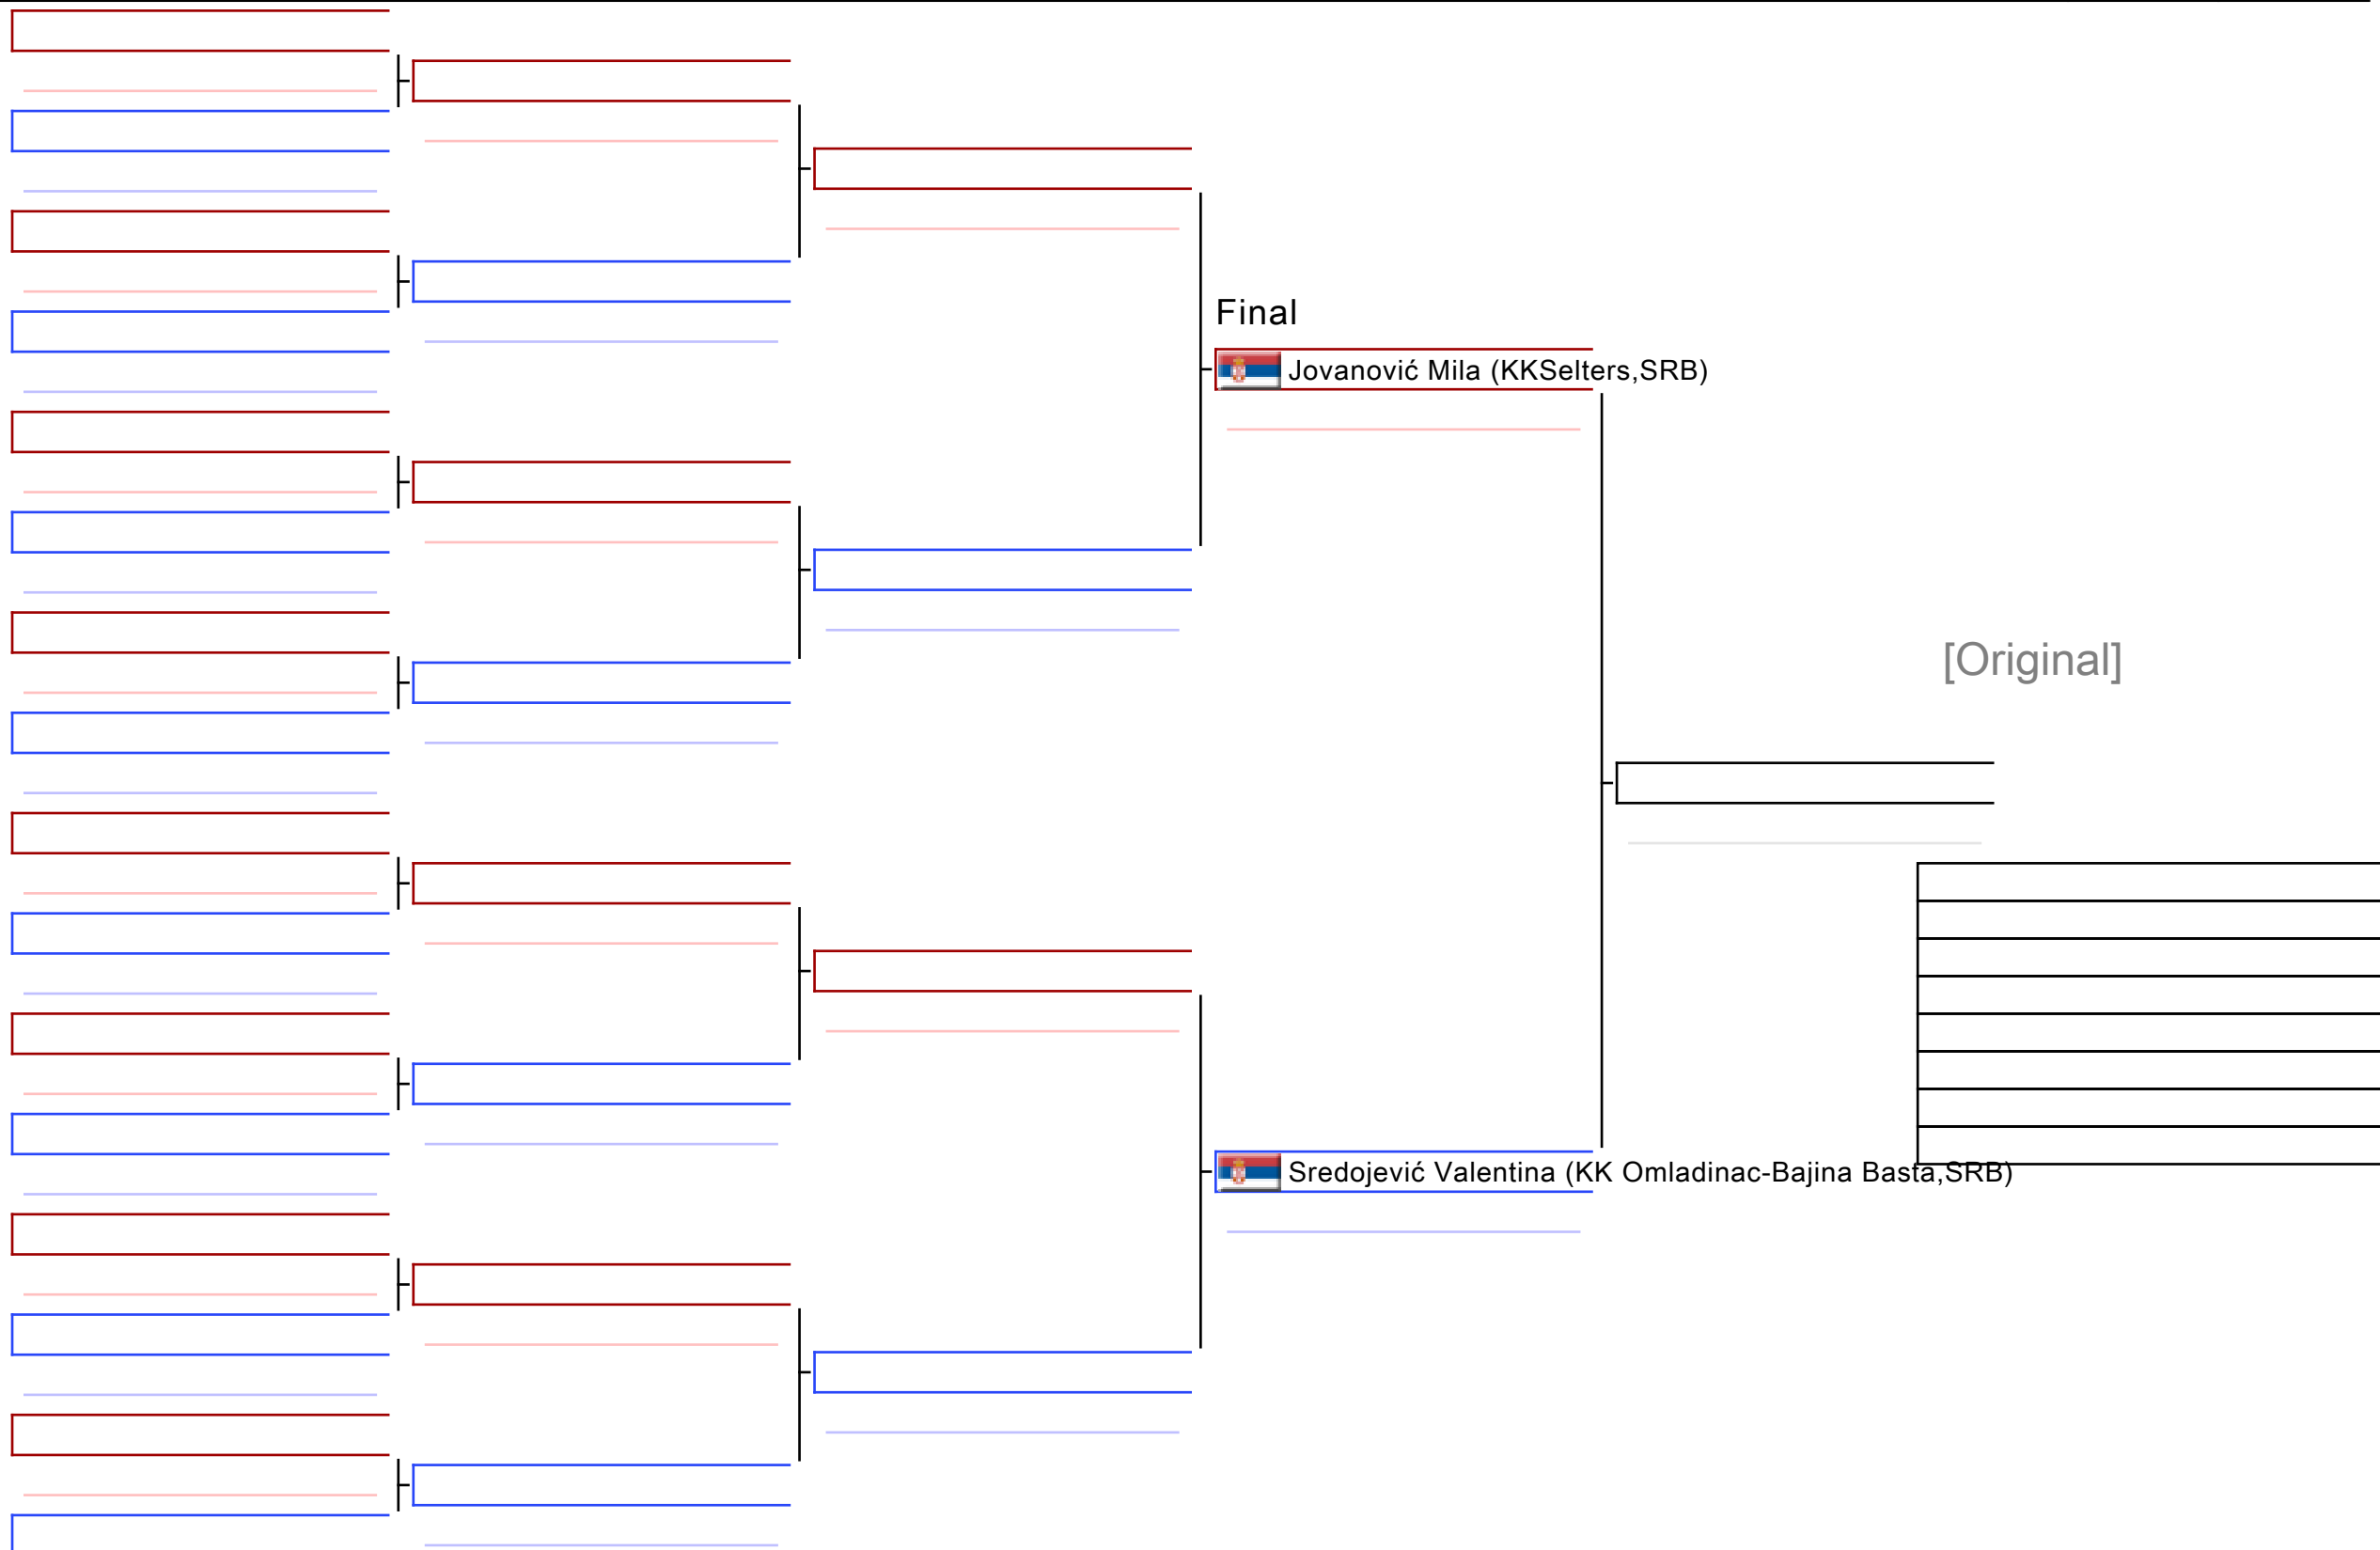 Final
Jovanović Mila (KKSelters,SRB)
[Original]
Sredojević Valentina (KK Omladinac-Bajina Basta,SRB)